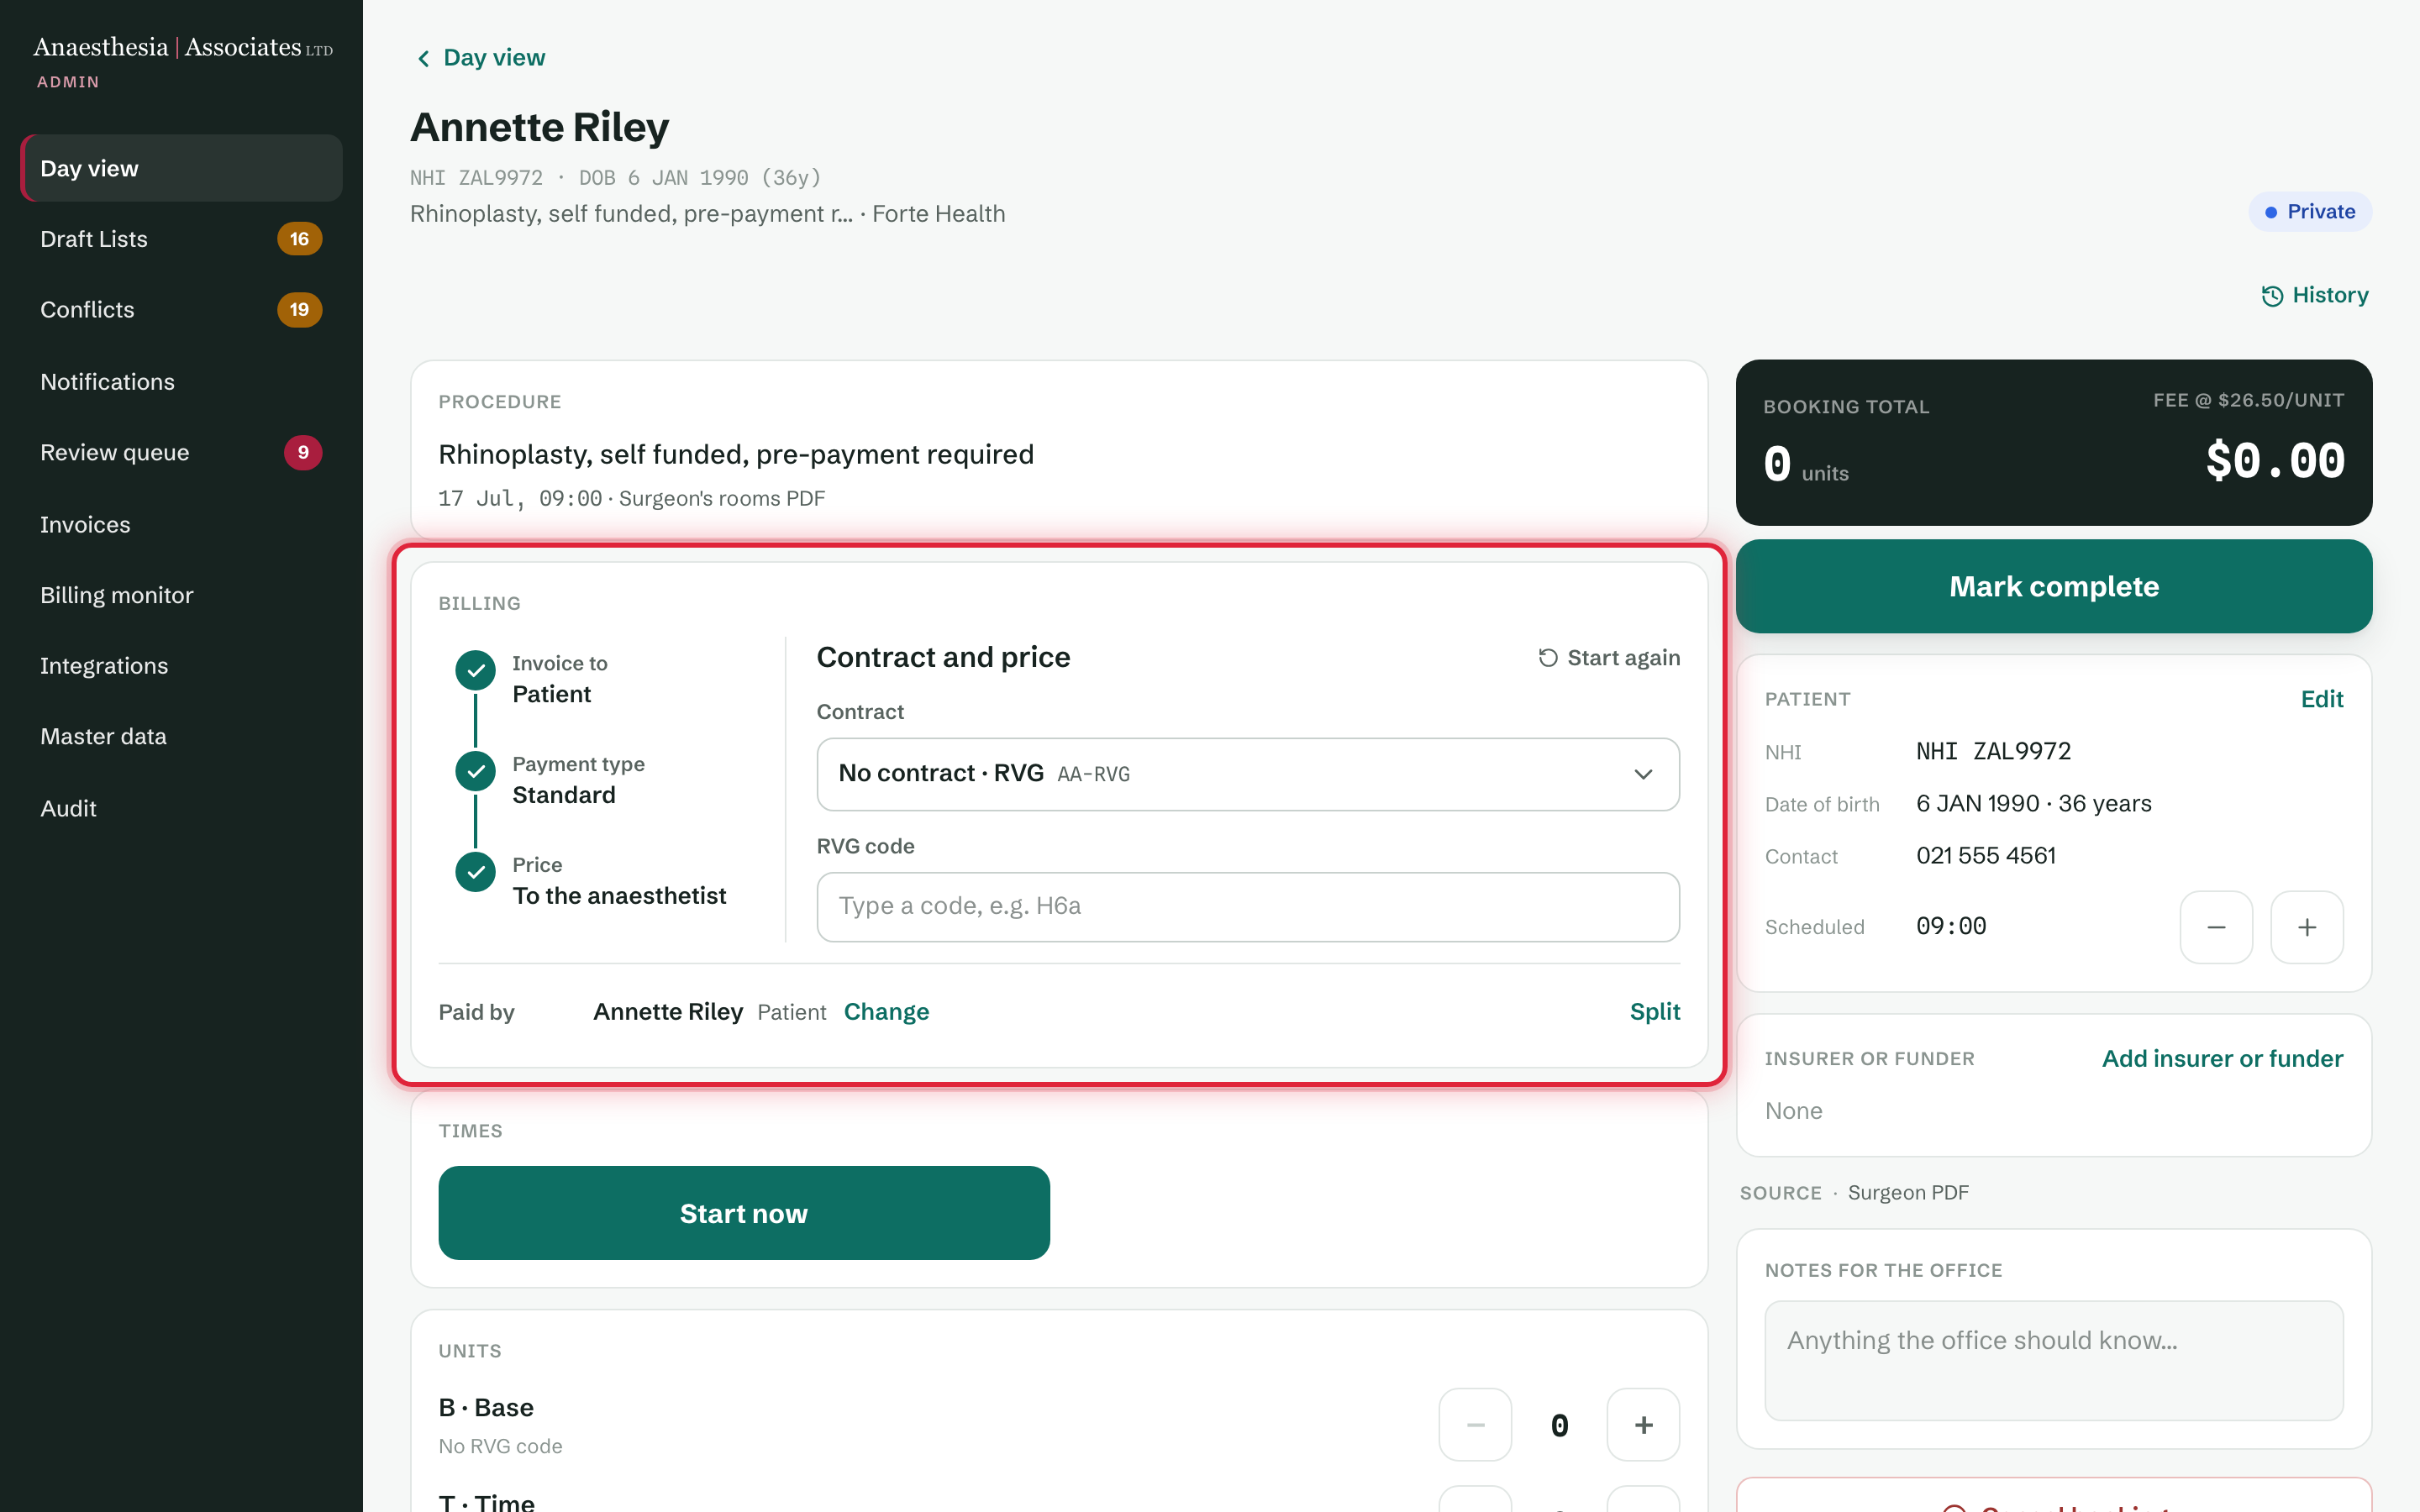 Anaesthesia | Associates LTD
ADMIN
Day view
Draft Lists 16
Conflicts 19
Notifications
Review queue 9
Invoices
Billing monitor
Integrations
Master data
Audit
Day view
Annette Riley
NHI ZAL9972 · DOB 6 JAN 1990 (36y)
Rhinoplasty, self funded, pre-payment r... · Forte Health
Private
History
PROCEDURE
Rhinoplasty, self funded, pre-payment required
17 Jul, 09:00 · Surgeon's rooms PDF
BILLING
Invoice to
Patient
Payment type
Standard
Price
To the anaesthetist
Contract and price
Start again
Contract
No contract · RVG AA-RVG
RVG code
Type a code, e.g. H6a
Paid by Annette Riley Patient Change Split
TIMES
Start now
UNITS
B · Base
No RVG code
0
T · Time
BOOKING TOTAL
FEE @ $26.50/UNIT
0 units
$0.00
Mark complete
PATIENT Edit
NHI NHI ZAL9972
Date of birth 6 JAN 1990 · 36 years
Contact 021 555 4561
Scheduled 09:00
INSURER OR FUNDER Add insurer or funder
None
SOURCE · Surgeon PDF
NOTES FOR THE OFFICE
Anything the office should know...